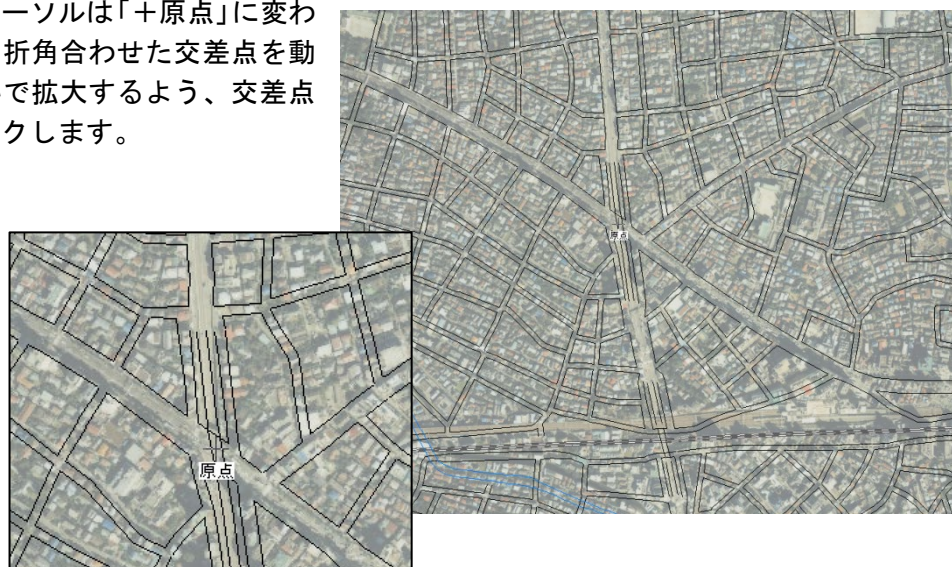 ーソルは「＋原点」に変わ
折角合わせた交差点を動
で拡大するよう、交差点
クします。
原点
原点